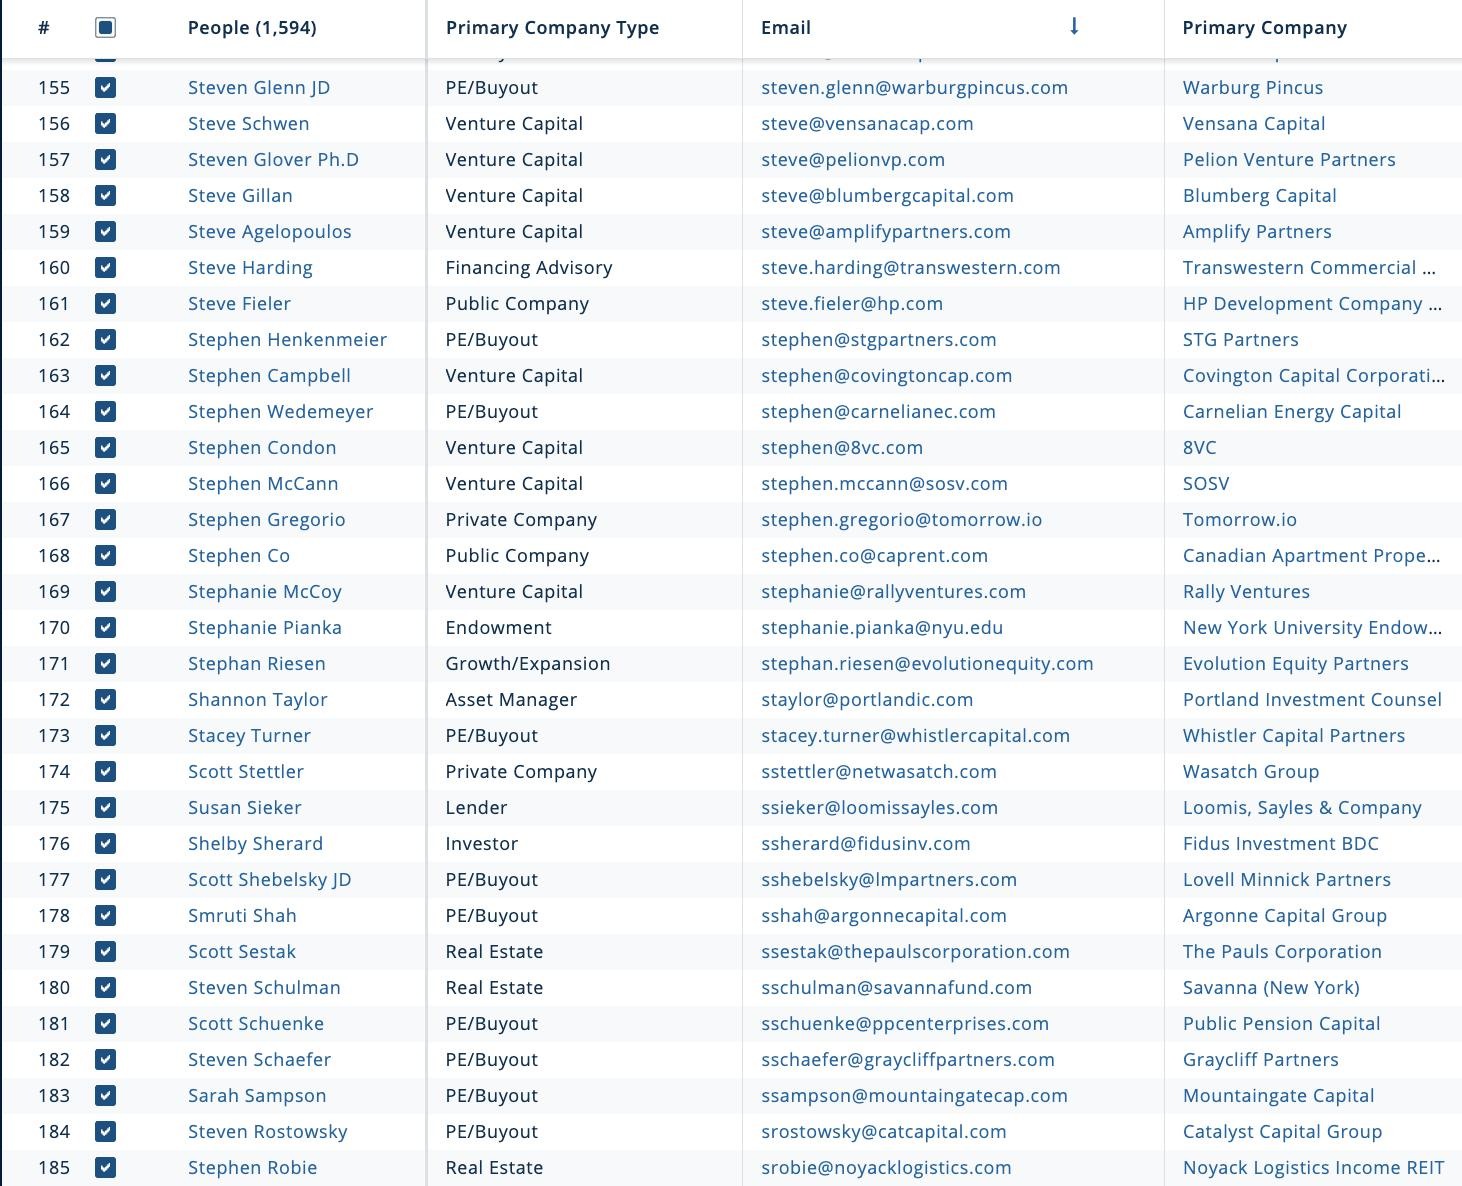 # People (1,594) Primary Company Type Email ↓ Primary Company
155 Steven Glenn JD PE/Buyout steven.glenn@warburgpincus.com Warburg Pincus
156 Steve Schwen Venture Capital steve@vensanacap.com Vensana Capital
157 Steven Glover Ph.D Venture Capital steve@pelionvp.com Pelion Venture Partners
158 Steve Gillan Venture Capital steve@blumbergcapital.com Blumberg Capital
159 Steve Agelopoulos Venture Capital steve@amplifypartners.com Amplify Partners
160 Steve Harding Financing Advisory steve.harding@transwestern.com Transwestern Commercial ...
161 Steve Fieler Public Company steve.fieler@hp.com HP Development Company ...
162 Stephen Henkenmeier PE/Buyout stephen@stgpartners.com STG Partners
163 Stephen Campbell Venture Capital stephen@covingtoncap.com Covington Capital Corporati...
164 Stephen Wedemeyer PE/Buyout stephen@carnelianec.com Carnelian Energy Capital
165 Stephen Condon Venture Capital stephen@8vc.com 8VC
166 Stephen McCann Venture Capital stephen.mccann@sosv.com SOSV
167 Stephen Gregorio Private Company stephen.gregorio@tomorrow.io Tomorrow.io
168 Stephen Co Public Company stephen.co@caprent.com Canadian Apartment Prope...
169 Stephanie McCoy Venture Capital stephanie@rallyventures.com Rally Ventures
170 Stephanie Pianka Endowment stephanie.pianka@nyu.edu New York University Endow...
171 Stephan Riesen Growth/Expansion stephan.riesen@evolutionequity.com Evolution Equity Partners
172 Shannon Taylor Asset Manager staylor@portlandic.com Portland Investment Counsel
173 Stacey Turner PE/Buyout stacey.turner@whistlercapital.com Whistler Capital Partners
174 Scott Stettler Private Company sstettler@netwasatch.com Wasatch Group
175 Susan Sieker Lender ssieker@loomissayles.com Loomis, Sayles & Company
176 Shelby Sherard Investor ssherard@fidusinv.com Fidus Investment BDC
177 Scott Shebelsky JD PE/Buyout sshebelsky@lmpartners.com Lovell Minnick Partners
178 Smruti Shah PE/Buyout sshah@argonnecapital.com Argonne Capital Group
179 Scott Sestak Real Estate ssestak@thepaulscorporation.com The Pauls Corporation
180 Steven Schulman Real Estate sschulman@savannafund.com Savanna (New York)
181 Scott Schuenke PE/Buyout sschuenke@ppcenterprises.com Public Pension Capital
182 Steven Schaefer PE/Buyout sschaefer@graycliffpartners.com Graycliff Partners
183 Sarah Sampson PE/Buyout ssampson@mountaingatecap.com Mountaingate Capital
184 Steven Rostowsky PE/Buyout srostowsky@catcapital.com Catalyst Capital Group
185 Stephen Robie Real Estate srobie@noyacklogistics.com Noyack Logistics Income REIT